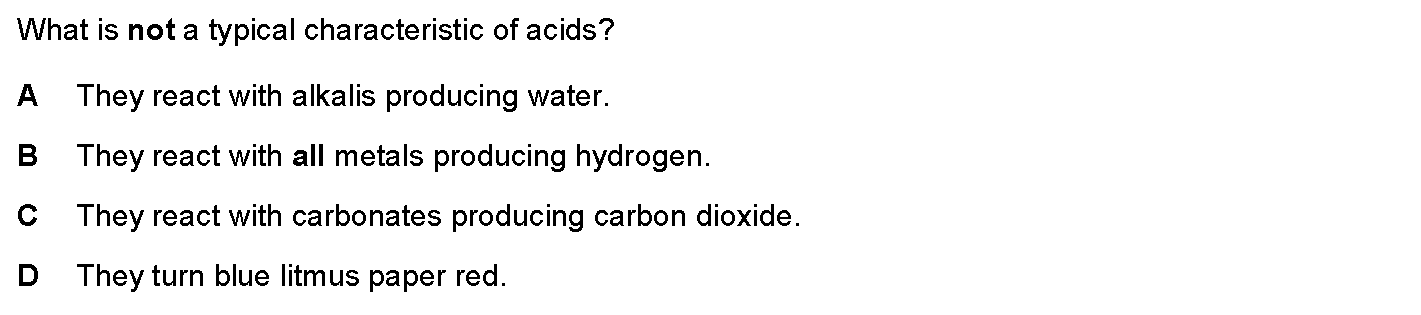 What is not a typical characteristic of acids?
A They react with alkalis producing water.
B They react with all metals producing hydrogen.
C They react with carbonates producing carbon dioxide.
D They turn blue litmus paper red.